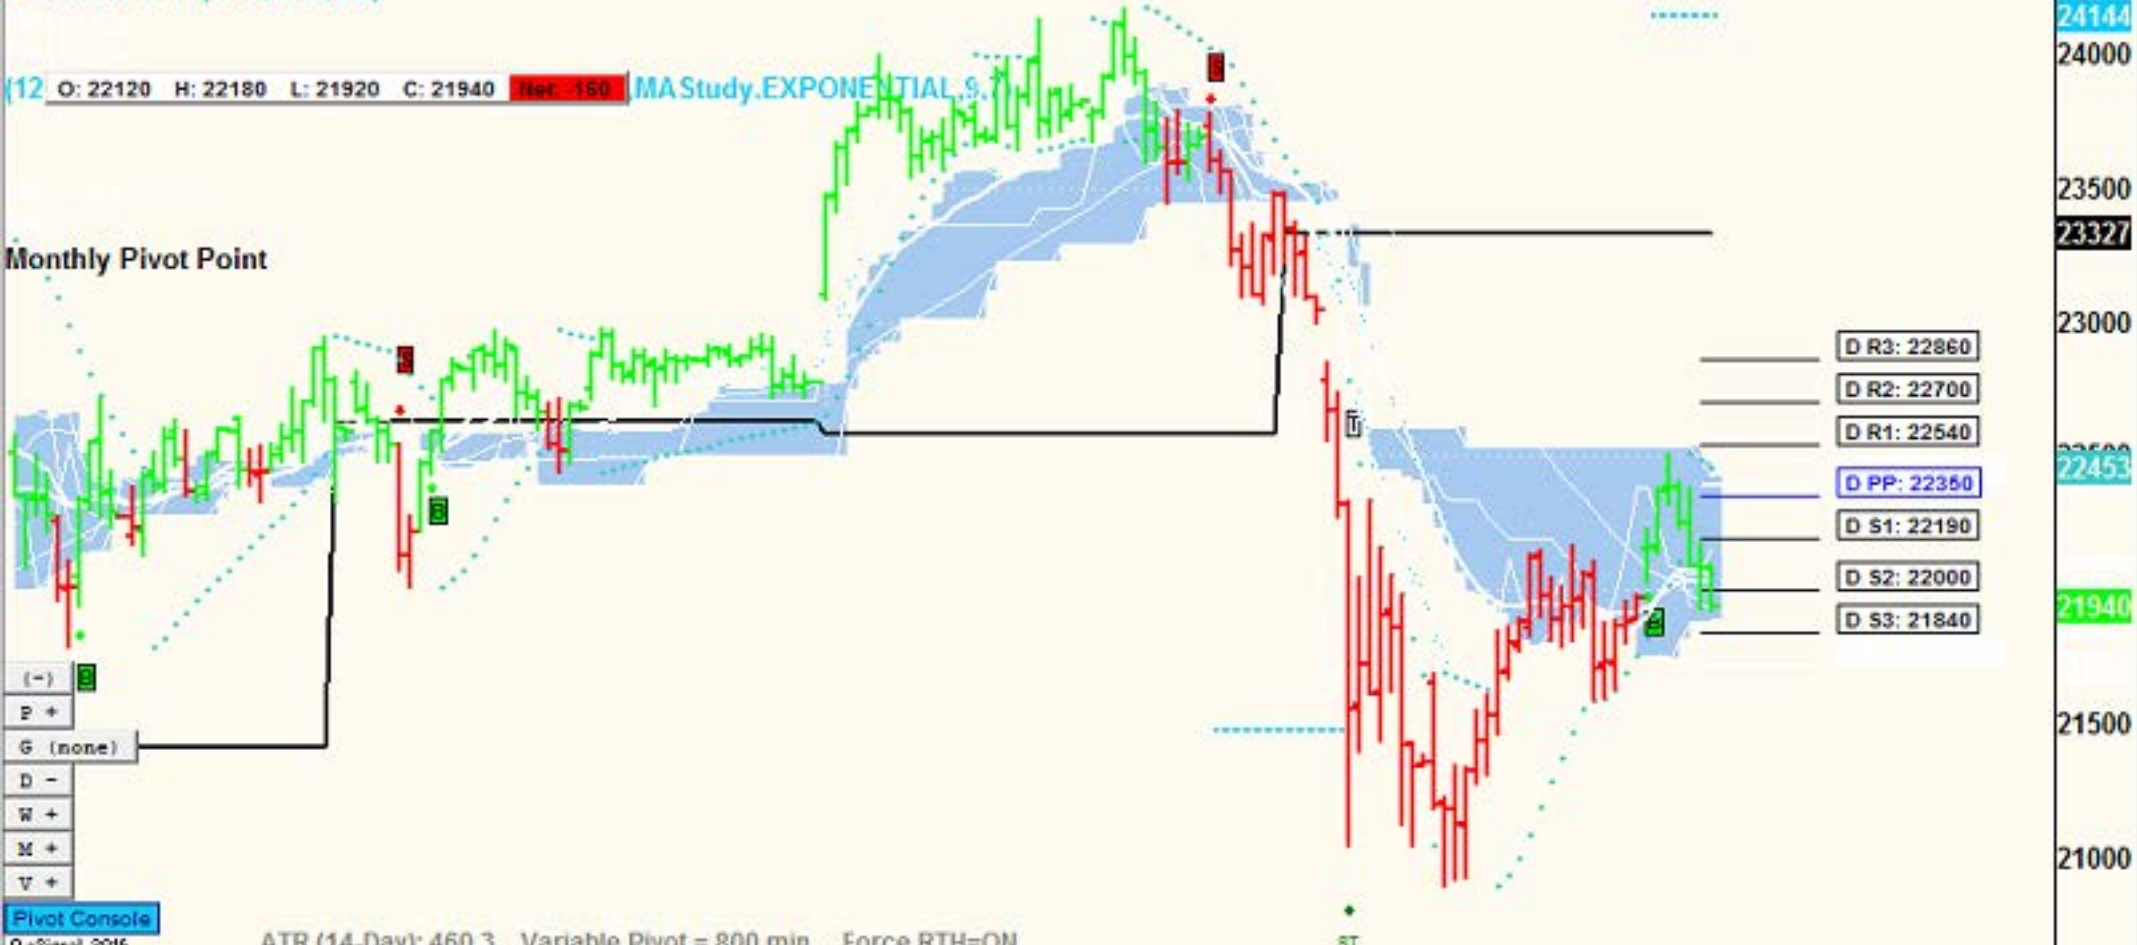 24144
24000
(12 O: 22120 H: 22180 L: 21920 C: 21940 Net: -160 ,MAStudy.EXPONENTIAL,9,
S
23500
23327
Monthly Pivot Point
23000
D R3: 22860
S
D R2: 22700
T
D R1: 22540
22500
22453
D PP: 22350
B
D S1: 22190
D S2: 22000
21940
B
D S3: 21840
(-)
B
P +
21500
G (none)
D -
W +
M +
21000
V +
Pivot Console
ATR (14-Day): 460.3 Variable Pivot = 800 min Force RTH=ON
ST